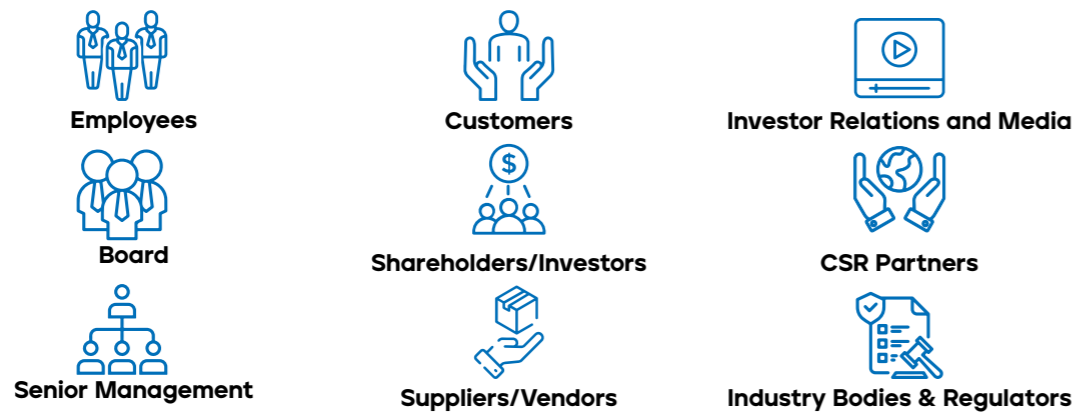 Employees
Customers
Investor Relations and Media
$
Board
Shareholders/Investors
CSR Partners
Senior Management
Suppliers/Vendors
Industry Bodies & Regulators